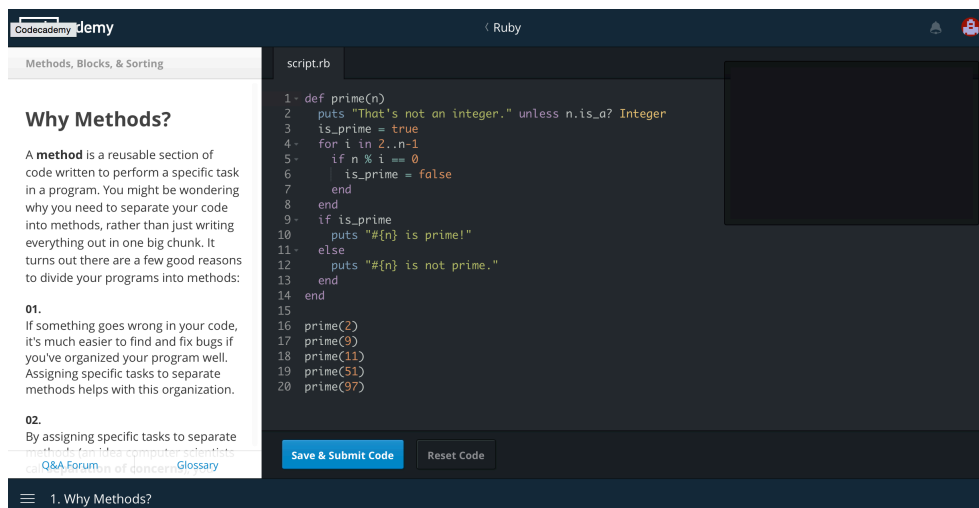 Codecademy demy
〈 Ruby
Methods, Blocks, & Sorting
script.rb
Why Methods?
A method is a reusable section of
code written to perform a specific task
in a program. You might be wondering
why you need to separate your code
into methods, rather than just writing
everything out in one big chunk. It
turns out there are a few good reasons
to divide your programs into methods:
01.
If something goes wrong in your code,
it's much easier to find and fix bugs if
you've organized your program well.
Assigning specific tasks to separate
methods helps with this organization.
02.
By assigning specific tasks to separate
methods (an idea computer scientists
call separation of concerns
Q&A Forum Glossary
1 def prime(n)
2 puts "That's not an integer." unless n.is_a? Integer
3 is_prime = true
4 for i in 2..n-1
5 if n % i == 0
6 is_prime = false
7 end
8 end
9 if is_prime
10 puts "#{n} is prime!"
11 else
12 puts "#{n} is not prime."
13 end
14 end
15
16 prime(2)
17 prime(9)
18 prime(11)
19 prime(51)
20 prime(97)
Save & Submit Code
Reset Code
1. Why Methods?